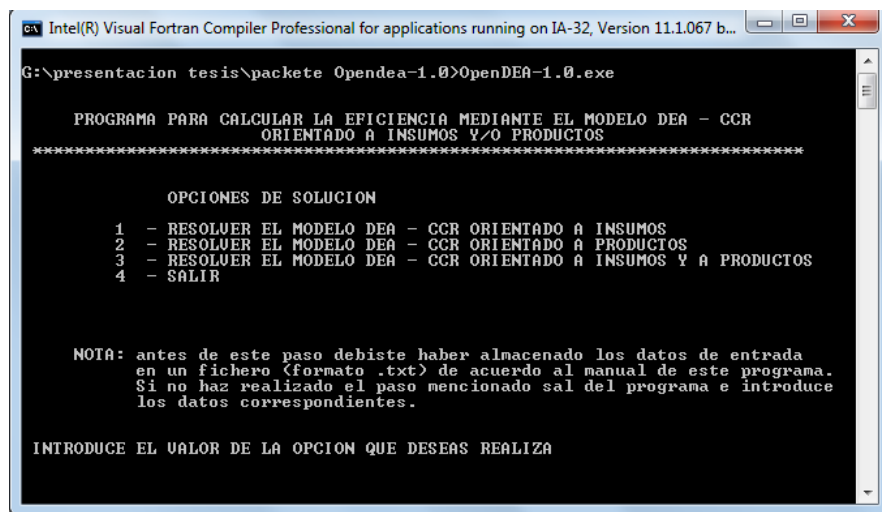 Intel(R) Visual Fortran Compiler Professional for applications running on IA-32, Version 11.1.067 b...
G:\presentacion tesis\packete Opendea-1.0>OpenDEA-1.0.exe
PROGRAMA PARA CALCULAR LA EFICIENCIA MEDIANTE EL MODELO DEA - CCR
ORIENTADO A INSUMOS Y/O PRODUCTOS
*************************************************************************
OPCIONES DE SOLUCION
1 - RESOLVER EL MODELO DEA - CCR ORIENTADO A INSUMOS
2 - RESOLVER EL MODELO DEA - CCR ORIENTADO A PRODUCTOS
3 - RESOLVER EL MODELO DEA - CCR ORIENTADO A INSUMOS Y A PRODUCTOS
4 - SALIR
NOTA: antes de este paso debiste haber almacenado los datos de entrada
en un fichero (formato .txt) de acuerdo al manual de este programa.
Si no haz realizado el paso mencionado sal del programa e introduce
los datos correspondientes.
INTRODUCE EL VALOR DE LA OPCION QUE DESEAS REALIZA